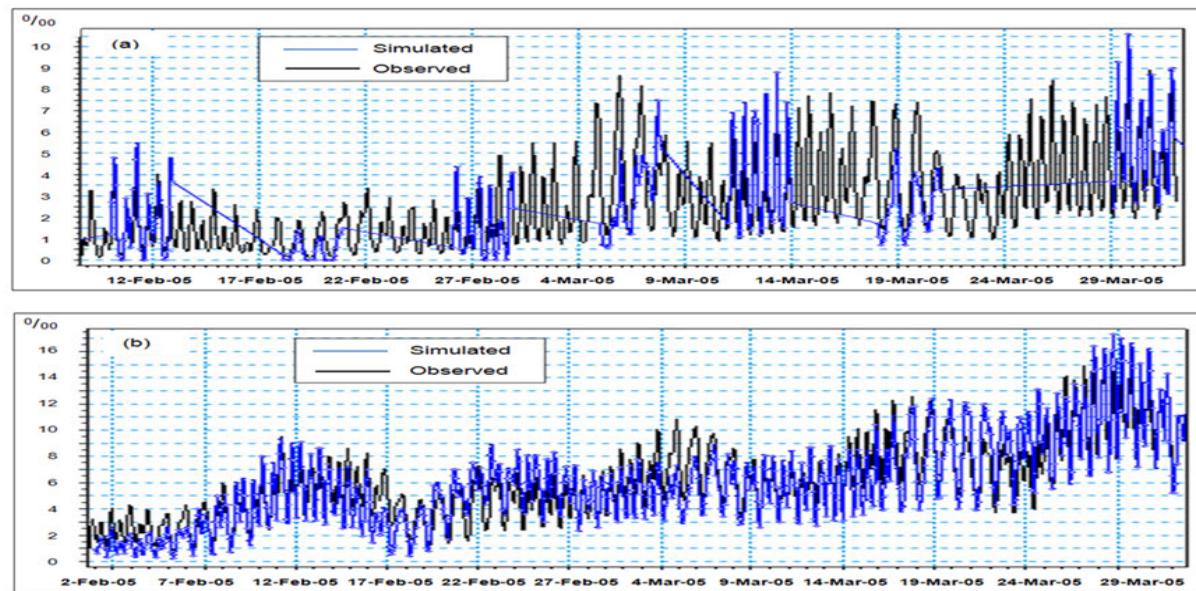 0/00
(a)
Simulated
Observed
10
9
8
7
6
5
4
3
2
1
0
12-Feb-05 17-Feb-05 22-Feb-05 27-Feb-05 4-Mar-05 9-Mar-05 14-Mar-05 19-Mar-05 24-Mar-05 29-Mar-05
0/00
(b)
Simulated
Observed
16
14
12
10
8
6
4
2
0
2-Feb-05 7-Feb-05 12-Feb-05 17-Feb-05 22-Feb-05 27-Feb-05 4-Mar-05 9-Mar-05 14-Mar-05 19-Mar-05 24-Mar-05 29-Mar-05